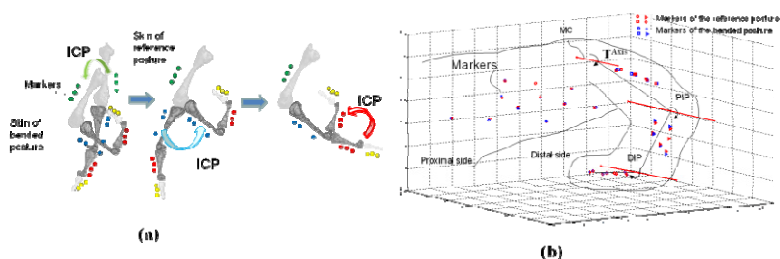 ICP
Skin of
reference
posture
Markers
Skin of
bended
posture
ICP
ICP
(a)
Markers of the reference posture
Markers of the bended posture
MC
T Axis
Markers
PIP
Proximal side
Distal side
DIP
(b)